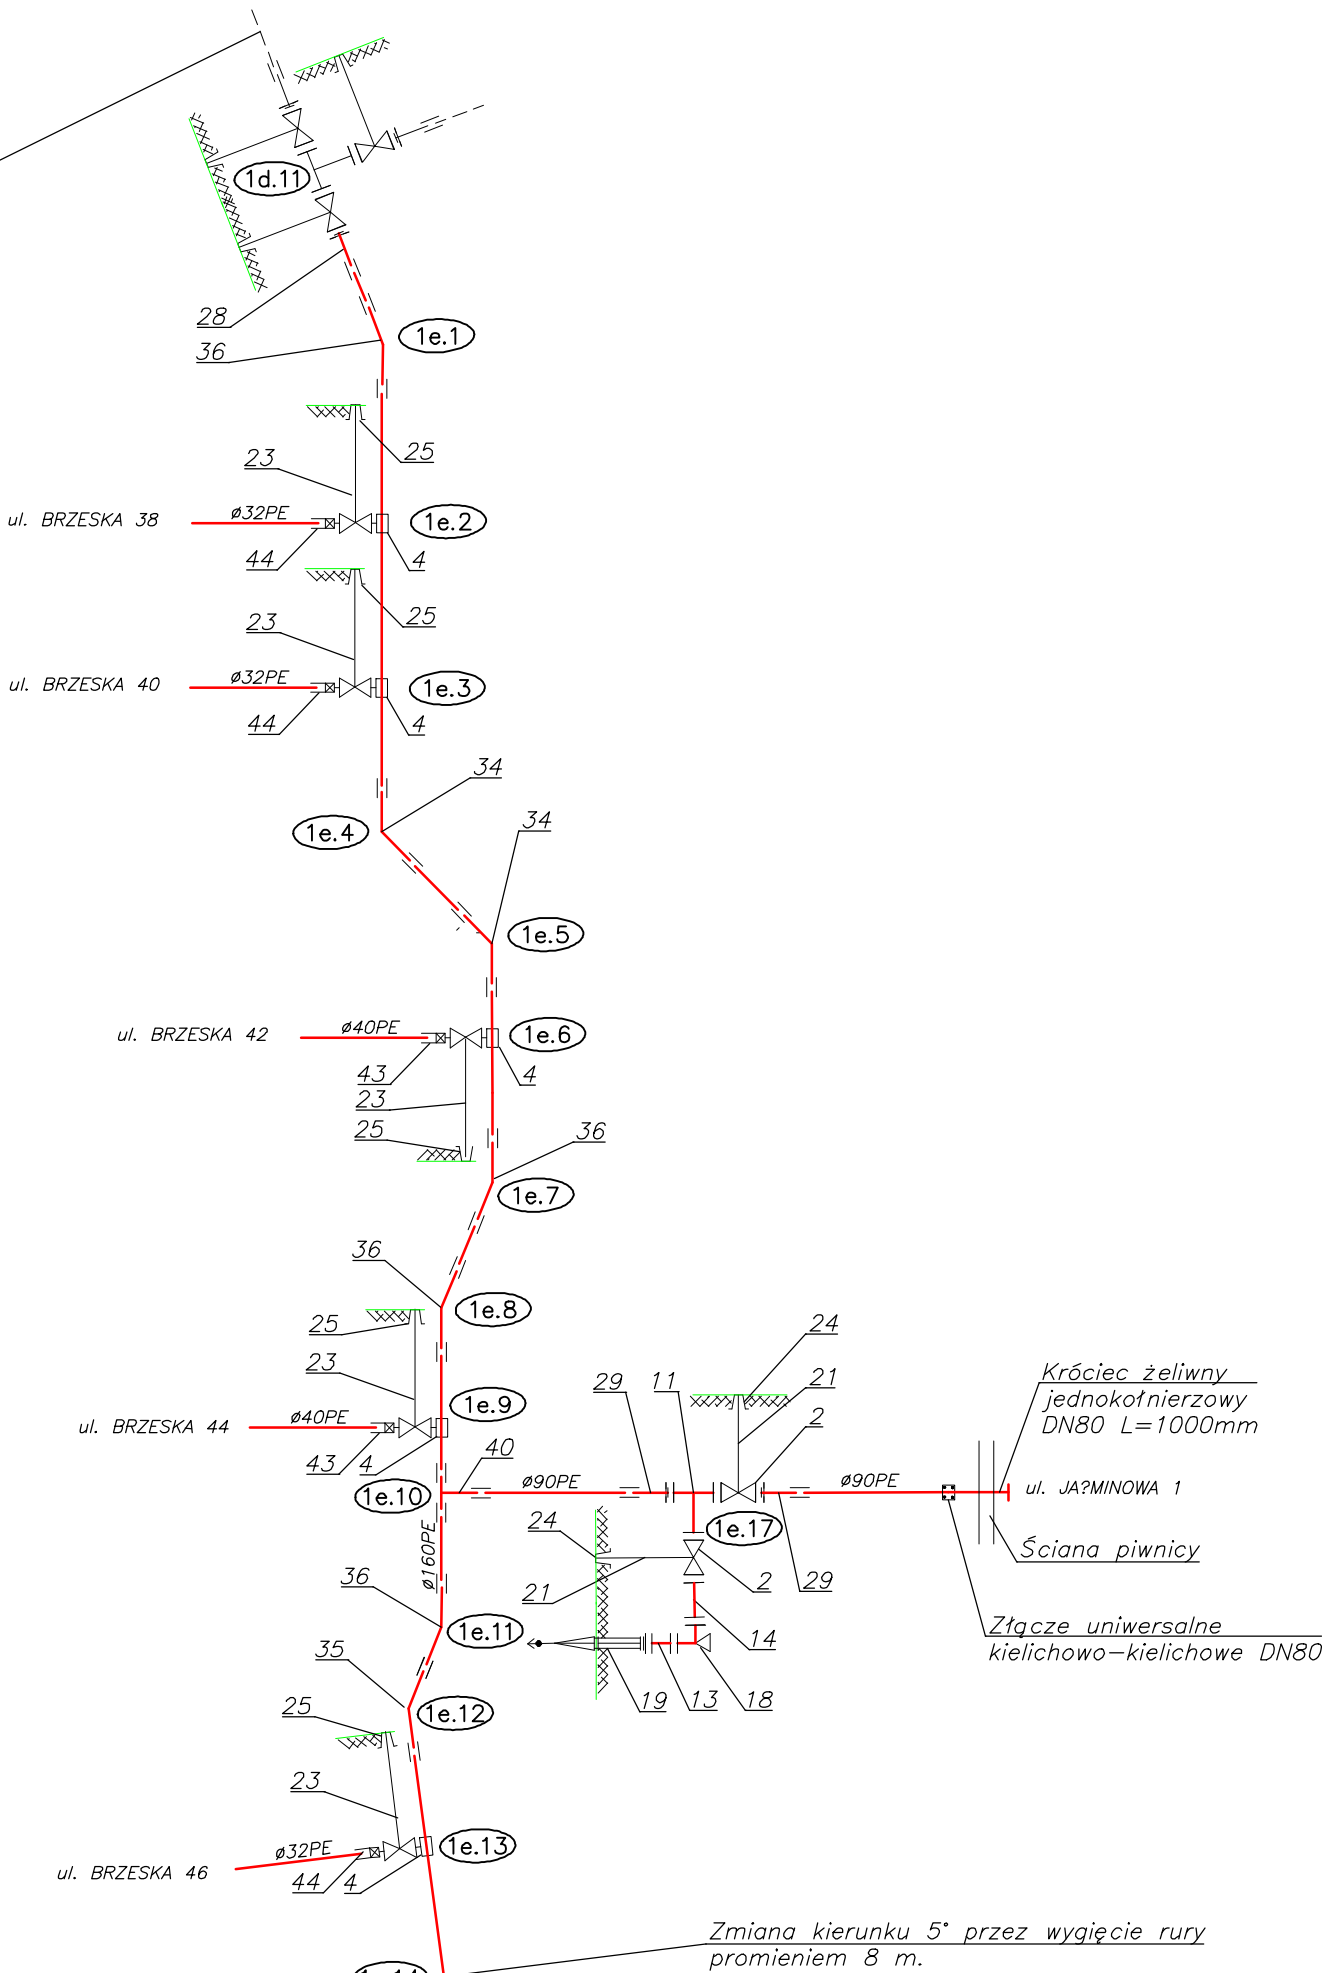 1d.11
28
36
1e.1
25
23
ul. BRZESKA 38
ø32PE
1e.2
44
4
25
23
ul. BRZESKA 40
ø32PE
1e.3
44
4
34
1e.4
34
1e.5
ul. BRZESKA 42
ø40PE
1e.6
43
4
23
25
36
1e.7
36
1e.8
25
23
ul. BRZESKA 44
ø40PE
1e.9
43
4
40
1e.10
ø90PE
29
11
24
21
2
ø90PE
1e.17
Króciec żeliwny
jednokołnierzowy
DN80 L=1000mm
ul. JA?MINOWA 1
Ściana piwnicy
24
21
2
29
ø160PE
36
1e.11
14
Złącze uniwersalne
kielichowo-kielichowe DN80
19
13
18
35
1e.12
25
23
ul. BRZESKA 46
ø32PE
1e.13
44
4
Zmiana kierunku 5° przez wygięcie rury
promieniem 8 m.